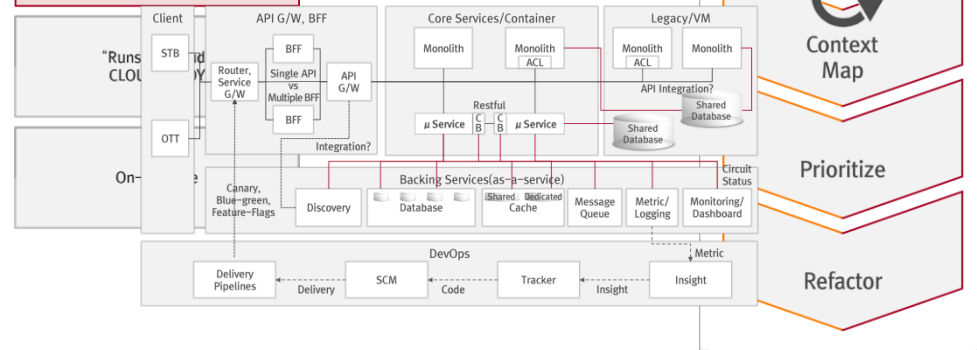 Client
API G/W, BFF
Core Services/Container
Legacy/VM
STB
BFF
Router,
Service
G/W
Single API
vs
Multiple BFF
API
G/W
BFF
Integration?
OTT
Monolith
Monolith
ACL
Monolith
ACL
Monolith
API Integration?
Shared
Database
Restful
μ Service
CB
CB
μ Service
Shared
Database
"Runs
CLOU
On-
Circuit
Status
Backing Services(as-a-service)
Canary,
Blue-green,
Feature-Flags
Discovery
Database
Shared Dedicated
Cache
Message
Queue
Metric/
Logging
Monitoring/
Dashboard
DevOps
Metric
Delivery
Pipelines
Delivery
SCM
Code
Tracker
Insight
Insight
Context
Map
Prioritize
Refactor